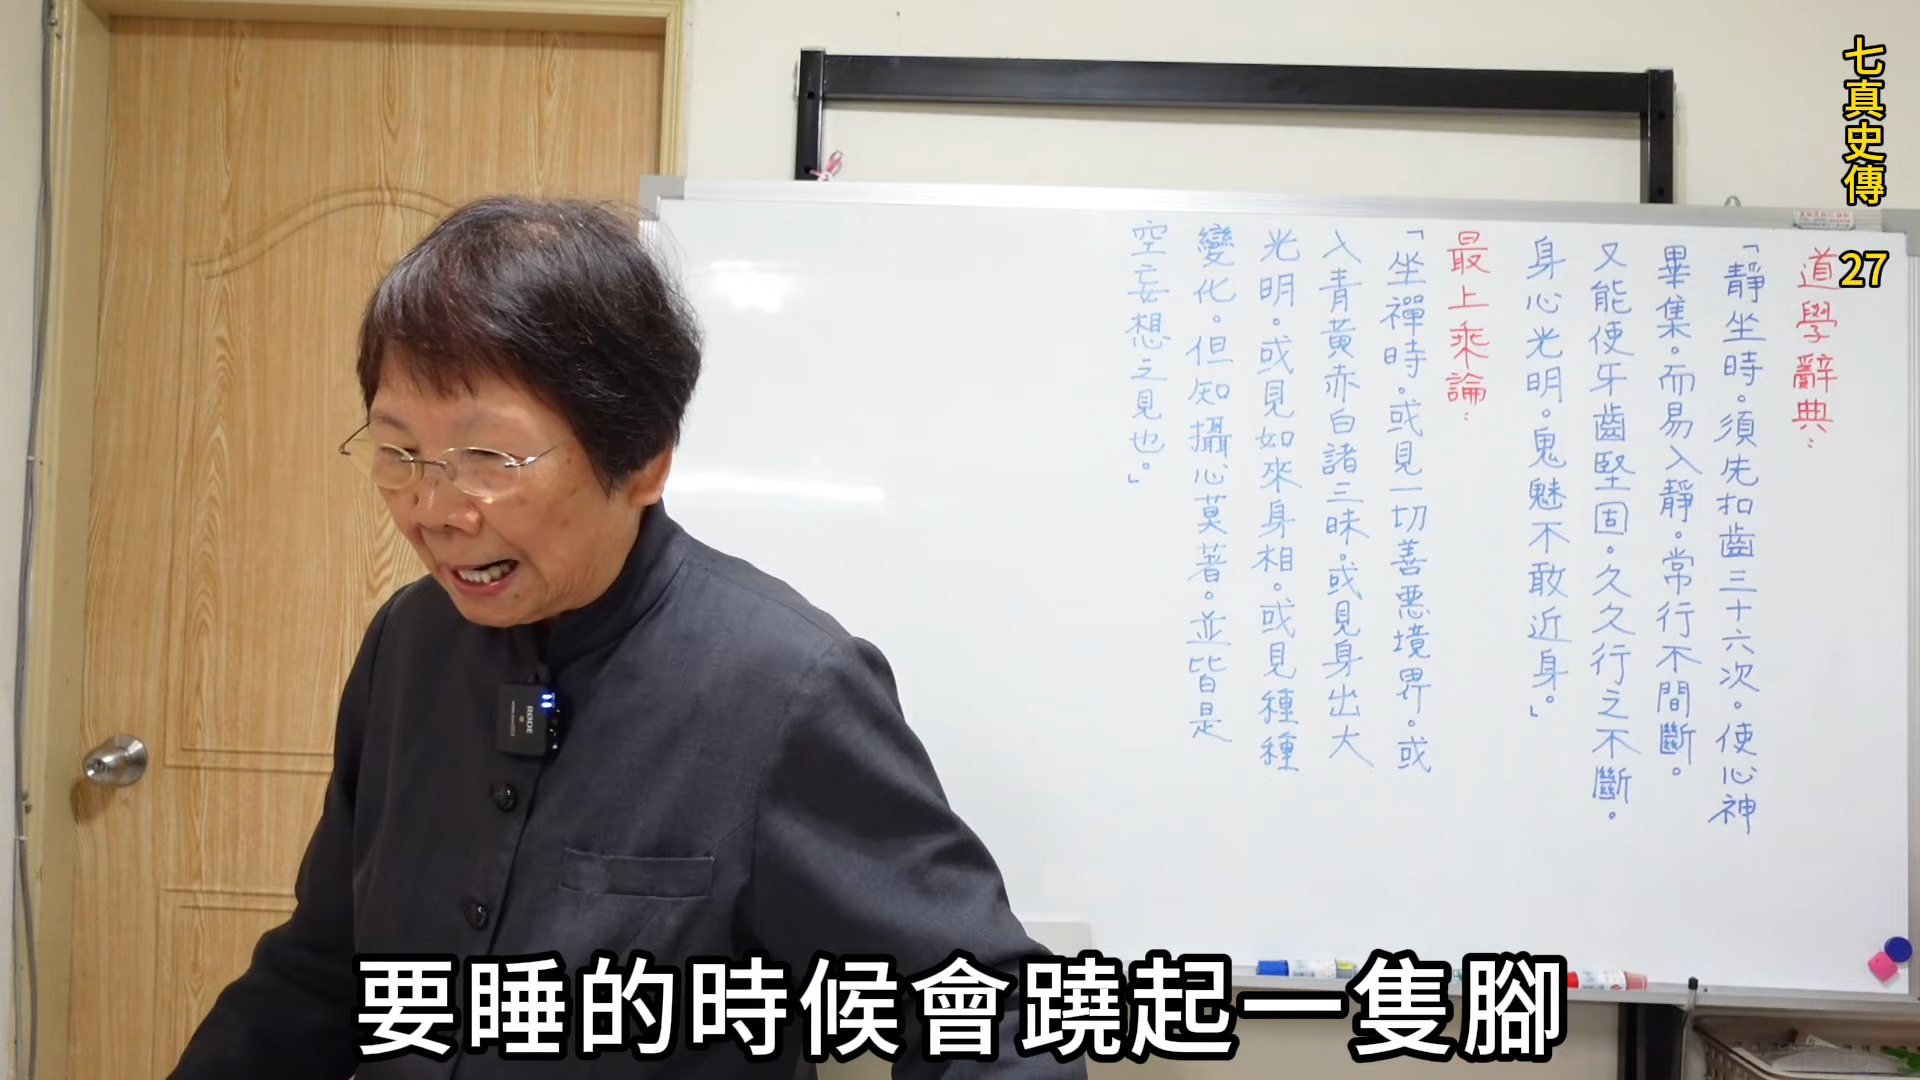 七真史傳 27
道學辭典：
「靜坐時。須先扣齒三十六次。使心神
畢集。而易入靜。常行不間斷。
又能使牙齒堅固。久久行之不斷。
身心光明。鬼魅不敢近身。」
最上乘論：
「坐禪時。或見一切善惡境界。或
入青黃赤白諸三昧。或見身出大
光明。或見如來身相。或見種種
變化。但知攝心莫著。並皆是
空妄想之見也。」
RØDE
要睡的時候會蹺起一隻腳